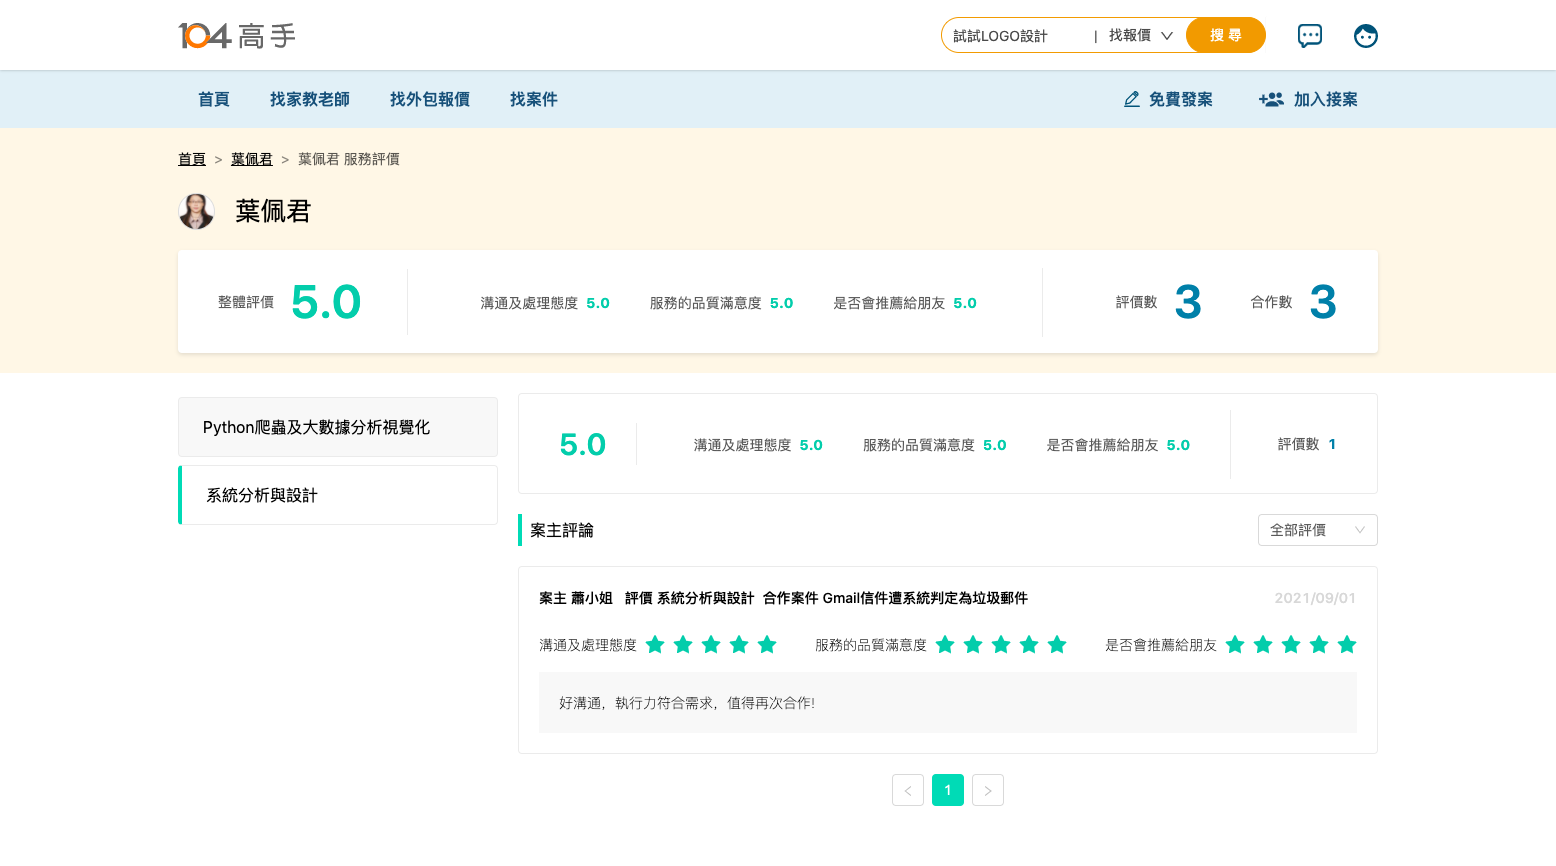 104高手
試試LOGO設計 | 找報價 搜 尋
首頁 找家教老師 找外包報價 找案件 免費發案 加入接案
首頁 > 葉佩君 > 葉佩君 服務評價
葉佩君
整體評價 5.0 溝通及處理態度 5.0 服務的品質滿意度 5.0 是否會推薦給朋友 5.0 評價數 3 合作數 3
Python爬蟲及大數據分析視覺化
系統分析與設計
5.0 溝通及處理態度 5.0 服務的品質滿意度 5.0 是否會推薦給朋友 5.0 評價數 1
案主評論 全部評價
案主 蕭小姐 評價 系統分析與設計 合作案件 Gmail信件遭系統判定為垃圾郵件 2021/09/01
溝通及處理態度 服務的品質滿意度 是否會推薦給朋友
好溝通，執行力符合需求，值得再次合作!
< 1 >